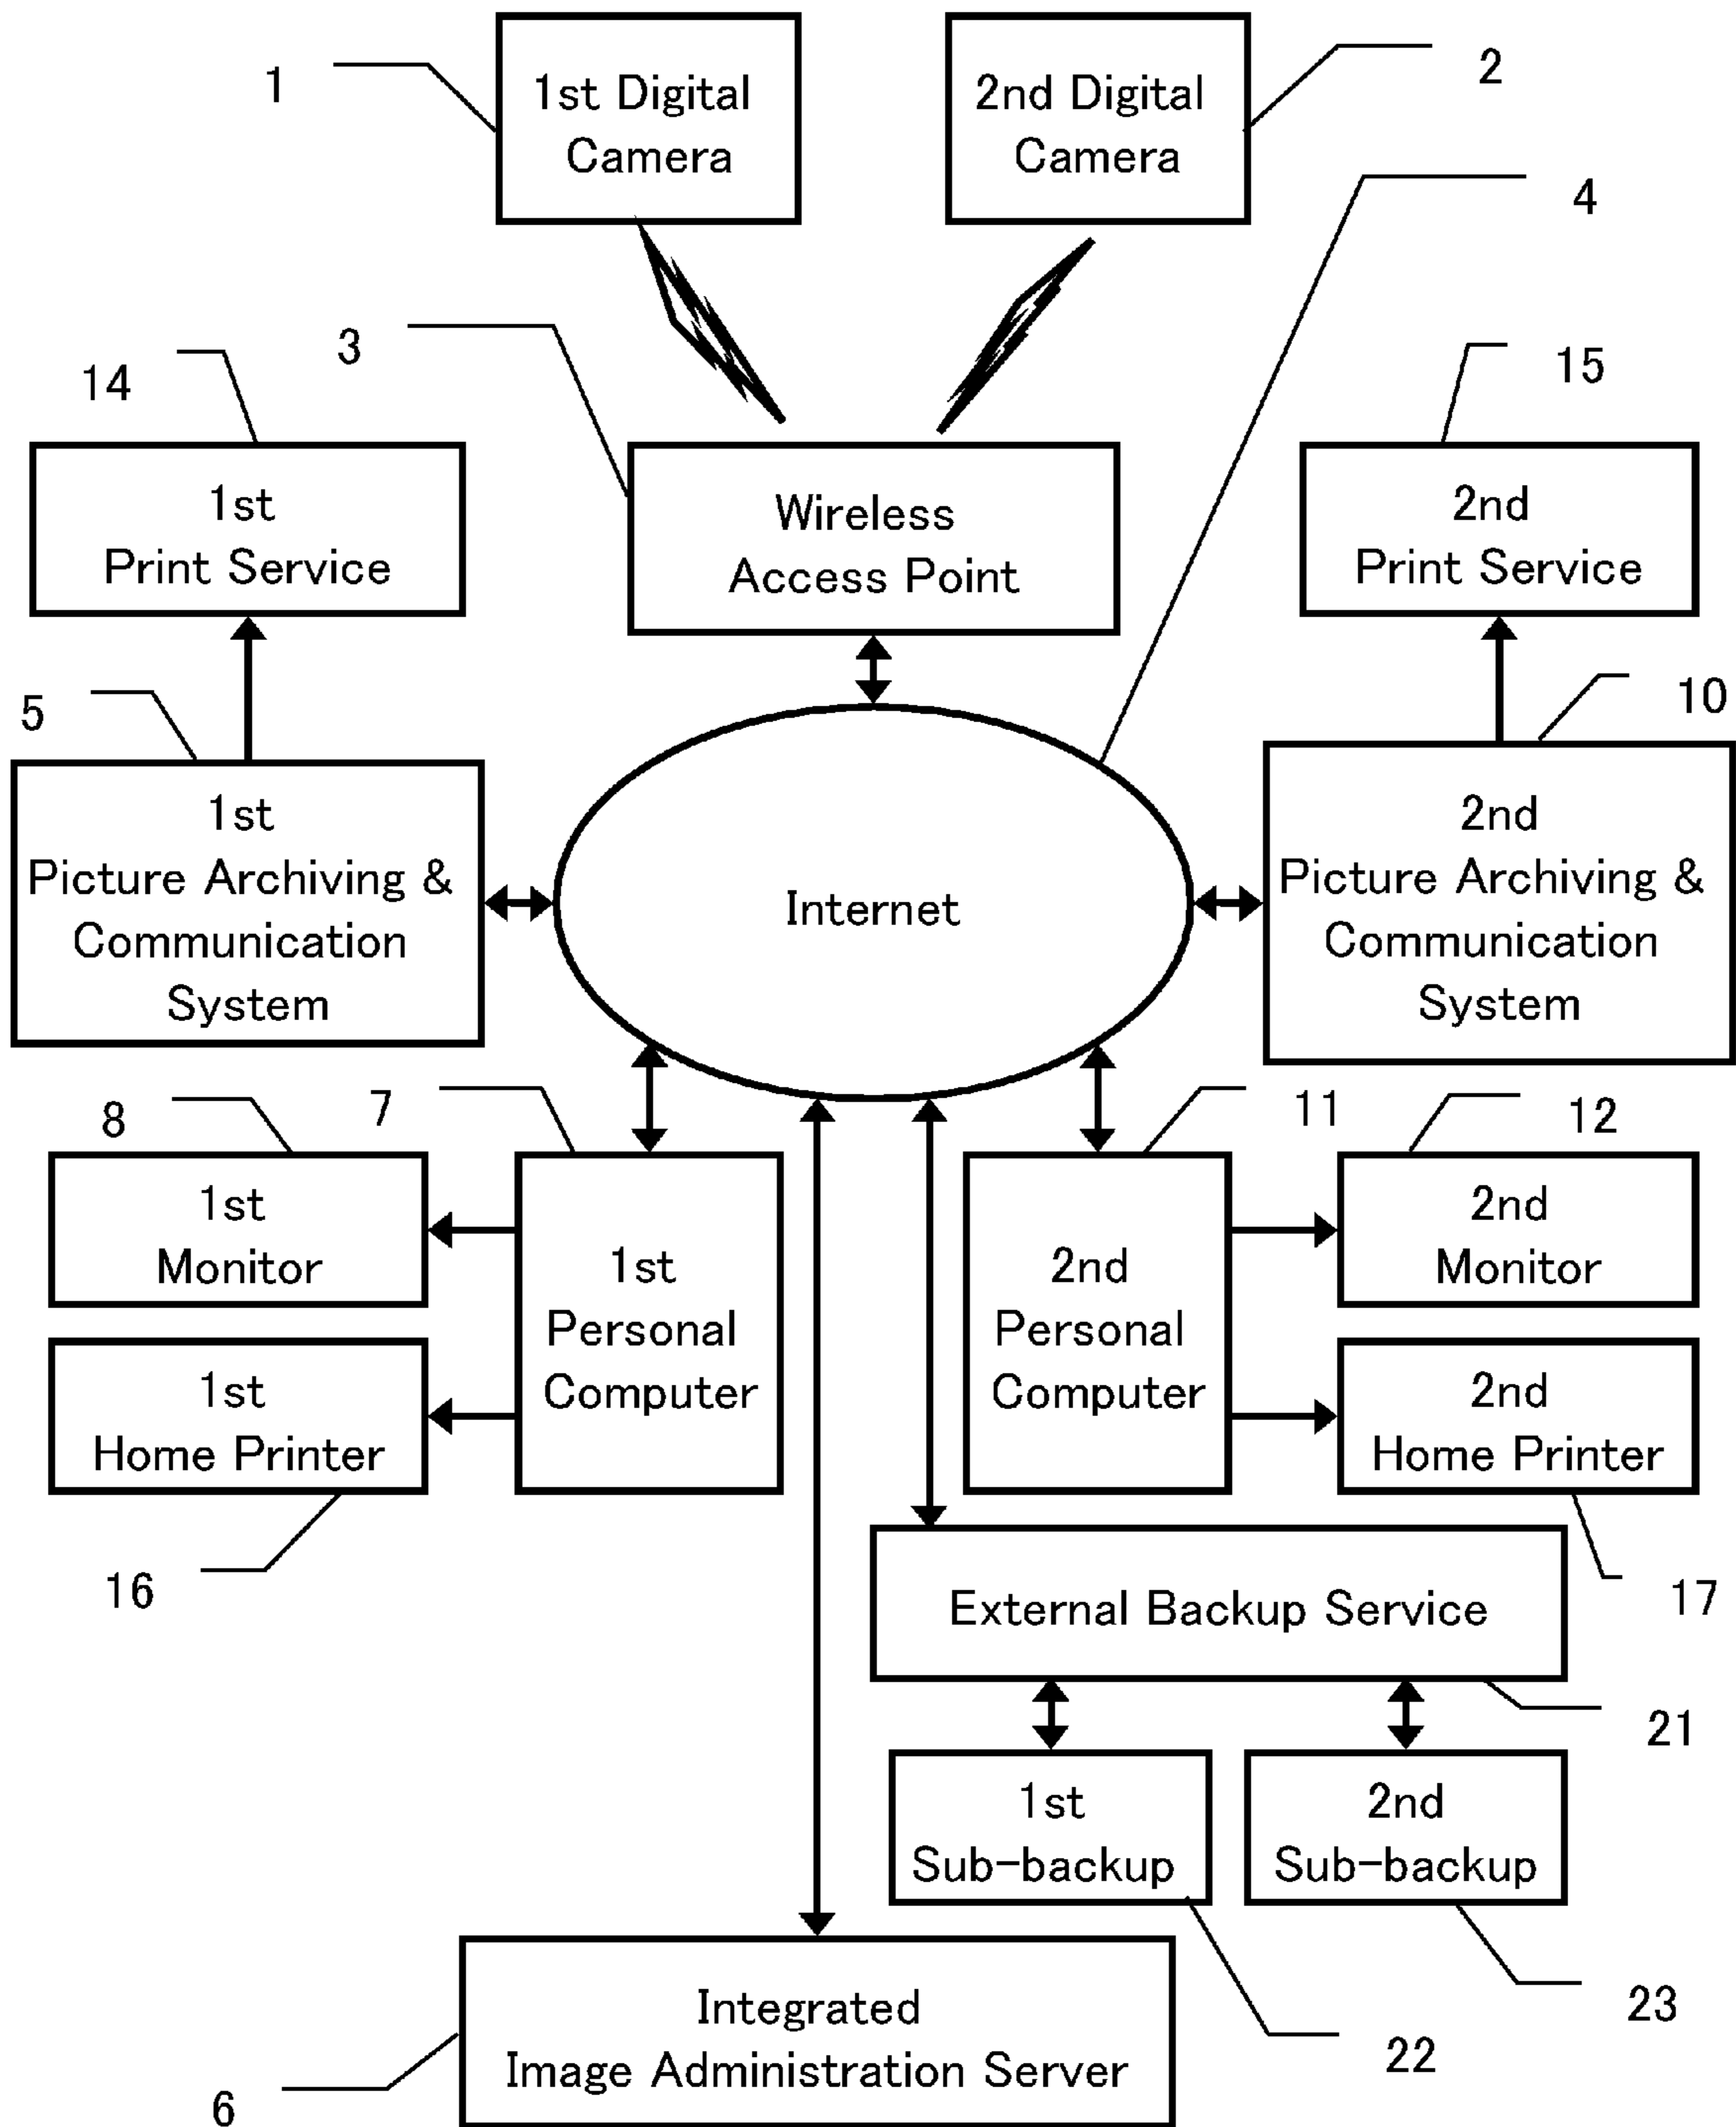 1
1st Digital
Camera
2nd Digital
Camera
2
4
3
14
1st
Print Service
Wireless
Access Point
15
2nd
Print Service
5
1st
Picture Archiving &
Communication
System
Internet
10
2nd
Picture Archiving &
Communication
System
8
1st
Monitor
7
1st
Personal
Computer
1st
Home Printer
16
11
2nd
Personal
Computer
12
2nd
Monitor
2nd
Home Printer
17
External Backup Service
21
1st
Sub-backup
22
2nd
Sub-backup
23
Integrated
Image Administration Server
6